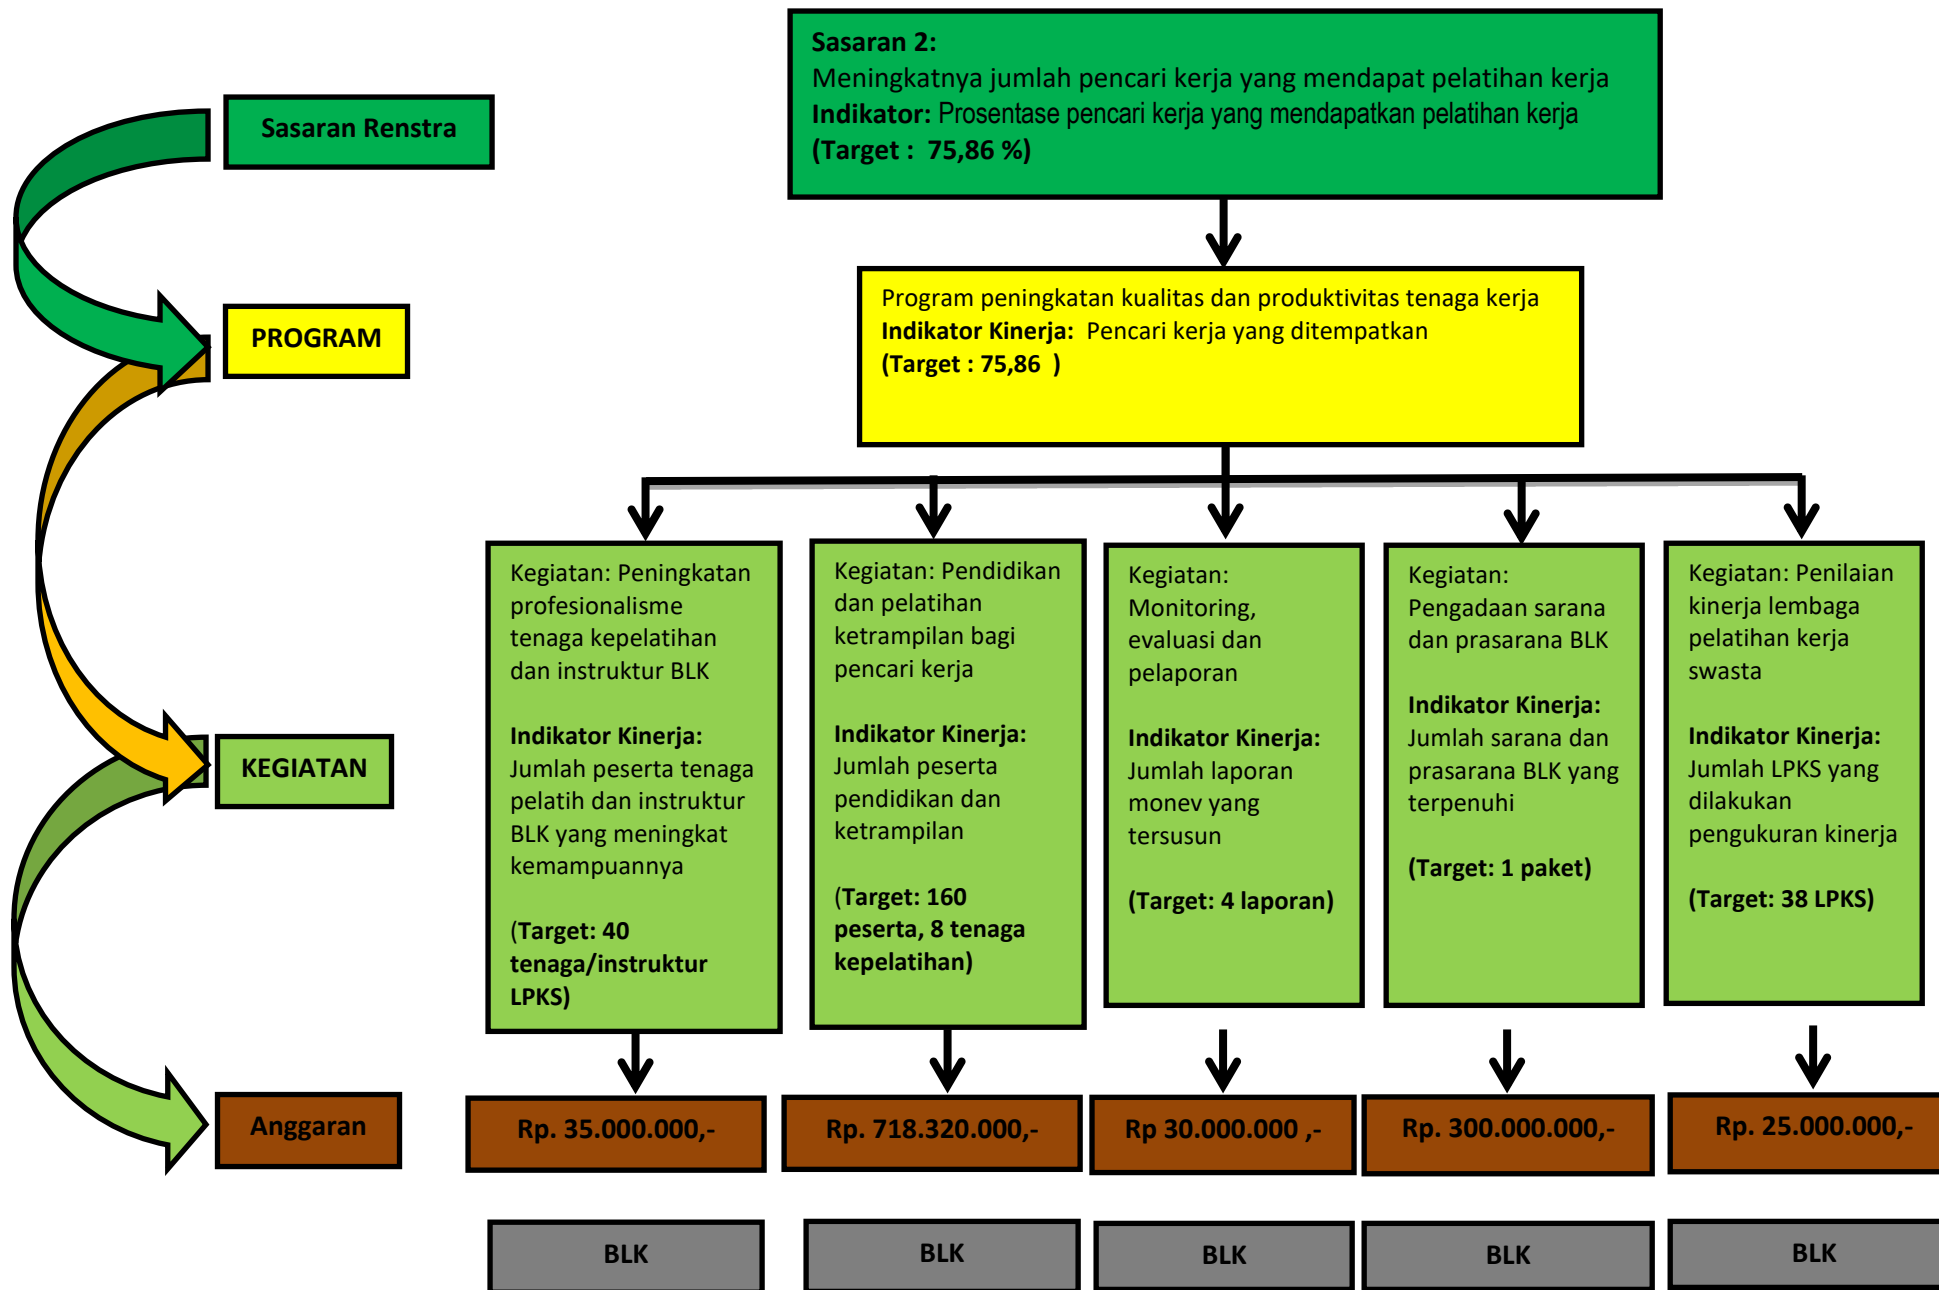 Sasaran 2:
Meningkatnya jumlah pencari kerja yang mendapat pelatihan kerja
Indikator: Prosentase pencari kerja yang mendapatkan pelatihan kerja
(Target : 75,86 %)
Sasaran Renstra
Program peningkatan kualitas dan produktivitas tenaga kerja
Indikator Kinerja: Pencari kerja yang ditempatkan
(Target : 75,86 )
PROGRAM
KEGIATAN
Kegiatan: Peningkatan
profesionalisme
tenaga kepelatihan
dan instruktur BLK
Indikator Kinerja:
Jumlah peserta tenaga
pelatih dan instruktur
BLK yang meningkat
kemampuannya
(Target: 40
tenaga/instruktur
LPKS)
Kegiatan: Pendidikan
dan pelatihan
ketrampilan bagi
pencari kerja
Indikator Kinerja:
Jumlah peserta
pendidikan dan
ketrampilan
(Target: 160
peserta, 8 tenaga
kepelatihan)
Kegiatan:
Monitoring,
evaluasi dan
pelaporan
Indikator Kinerja:
Jumlah laporan
monev yang
tersusun
(Target: 4 laporan)
Kegiatan:
Pengadaan sarana
dan prasarana BLK
Indikator Kinerja:
Jumlah sarana dan
prasarana BLK yang
terpenuhi
(Target: 1 paket)
Kegiatan: Penilaian
kinerja lembaga
pelatihan kerja
swasta
Indikator Kinerja:
Jumlah LPKS yang
dilakukan
pengukuran kinerja
(Target: 38 LPKS)
Anggaran
Rp. 35.000.000,-
Rp. 718.320.000,-
Rp 30.000.000 ,-
Rp. 300.000.000,-
Rp. 25.000.000,-
BLK
BLK
BLK
BLK
BLK